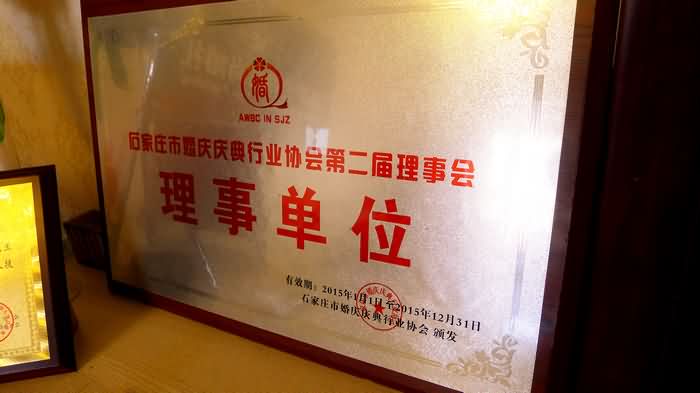 婚
AWBC IN SJZ
石家庄市婚庆庆典行业协会第二届理事会
理事单位
有效期：2015年1月1日至2015年12月31日
石家庄市婚庆庆典行业协会 颁发